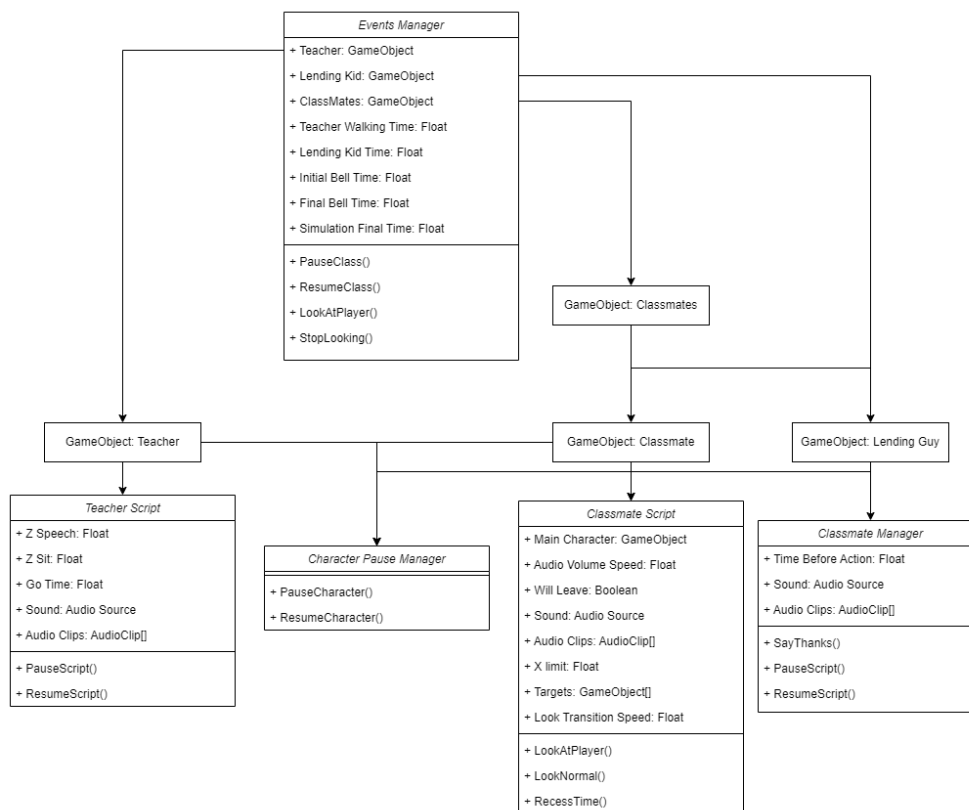 Events Manager
+ Teacher: GameObject
+ Lending Kid: GameObject
+ ClassMates: GameObject
+ Teacher Walking Time: Float
+ Lending Kid Time: Float
+ Initial Bell Time: Float
+ Final Bell Time: Float
+ Simulation Final Time: Float
+ PauseClass()
+ ResumeClass()
+ LookAtPlayer()
+ StopLooking()
GameObject: Classmates
GameObject: Teacher
GameObject: Classmate
GameObject: Lending Guy
Teacher Script
+ Z Speech: Float
+ Z Sit: Float
+ Go Time: Float
+ Sound: Audio Source
+ Audio Clips: AudioClip[]
+ PauseScript()
+ ResumeScript()
Character Pause Manager
+ PauseCharacter()
+ ResumeCharacter()
Classmate Script
+ Main Character: GameObject
+ Audio Volume Speed: Float
+ Will Leave: Boolean
+ Sound: Audio Source
+ Audio Clips: AudioClip[]
+ X limit: Float
+ Targets: GameObject[]
+ Look Transition Speed: Float
+ LookAtPlayer()
+ LookNormal()
+ RecessTime()
Classmate Manager
+ Time Before Action: Float
+ Sound: Audio Source
+ Audio Clips: AudioClip[]
+ SayThanks()
+ PauseScript()
+ ResumeScript()